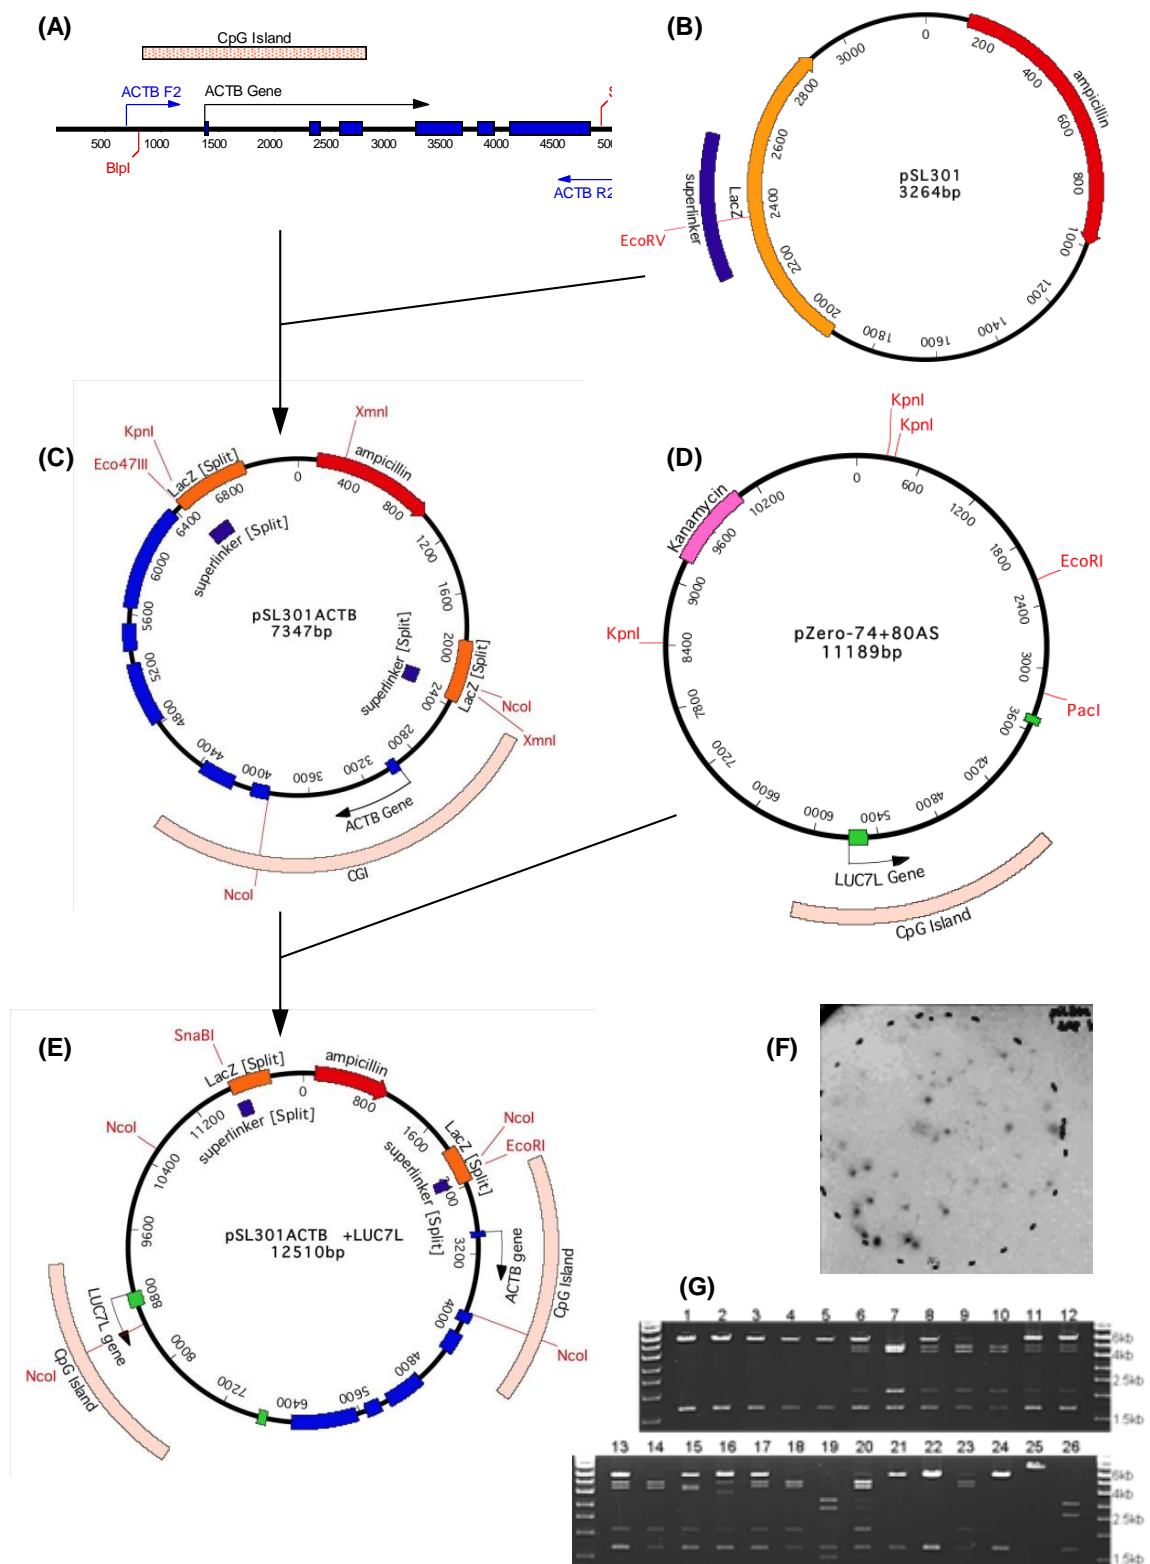 (A)
CpG Island
ACTB F2
ACTB Gene
500
1000
1500
2000
2500
3000
3500
4000
4500
BlpI
ACTB R2
(B)
0
200
400
600
800
1000
1200
1400
1600
1800
2000
2200
2400
2600
2800
3000
ampicillin
pSL301
3264bp
LacZ
superlinker
EcoRV
(C)
XmnI
KpnI
Eco47III
LacZ [Split]
ampicillin
0
400
800
1200
1600
2000
2400
2800
3200
3600
4000
4400
4800
5200
5600
6000
6400
6800
superlinker [Split]
pSL301ACTB
7347bp
superlinker [Split]
LacZ [Split]
NcoI
XmnI
ACTB Gene
CGI
NcoI
(D)
KpnI
KpnI
0
600
1200
1800
2400
3000
3600
4200
4800
5400
6000
6600
7200
7800
8400
9000
9600
10200
Kanamycin
EcoRI
KpnI
pZero-74+80AS
11189bp
PacI
LUC7L Gene
CpG Island
(E)
SnaBI
LacZ [Split]
ampicillin
0
800
1600
3200
4000
4800
5600
6400
7200
8000
8800
9600
10400
11200
NcoI
superlinker [Split]
LacZ [Split]
NcoI
EcoRI
superlinker [Split]
pSL301ACTB +LUC7L
12510bp
ACTB gene
CpG Island
LUC7L gene
CpG Island
NcoI
NcoI
(F)
(G)
1 2 3 4 5 6 7 8 9 10 11 12
6kb
4kb
2.5kb
1.5kb
13 14 15 16 17 18 19 20 21 22 23 24 25 26
6kb
4kb
2.5kb
1.5kb